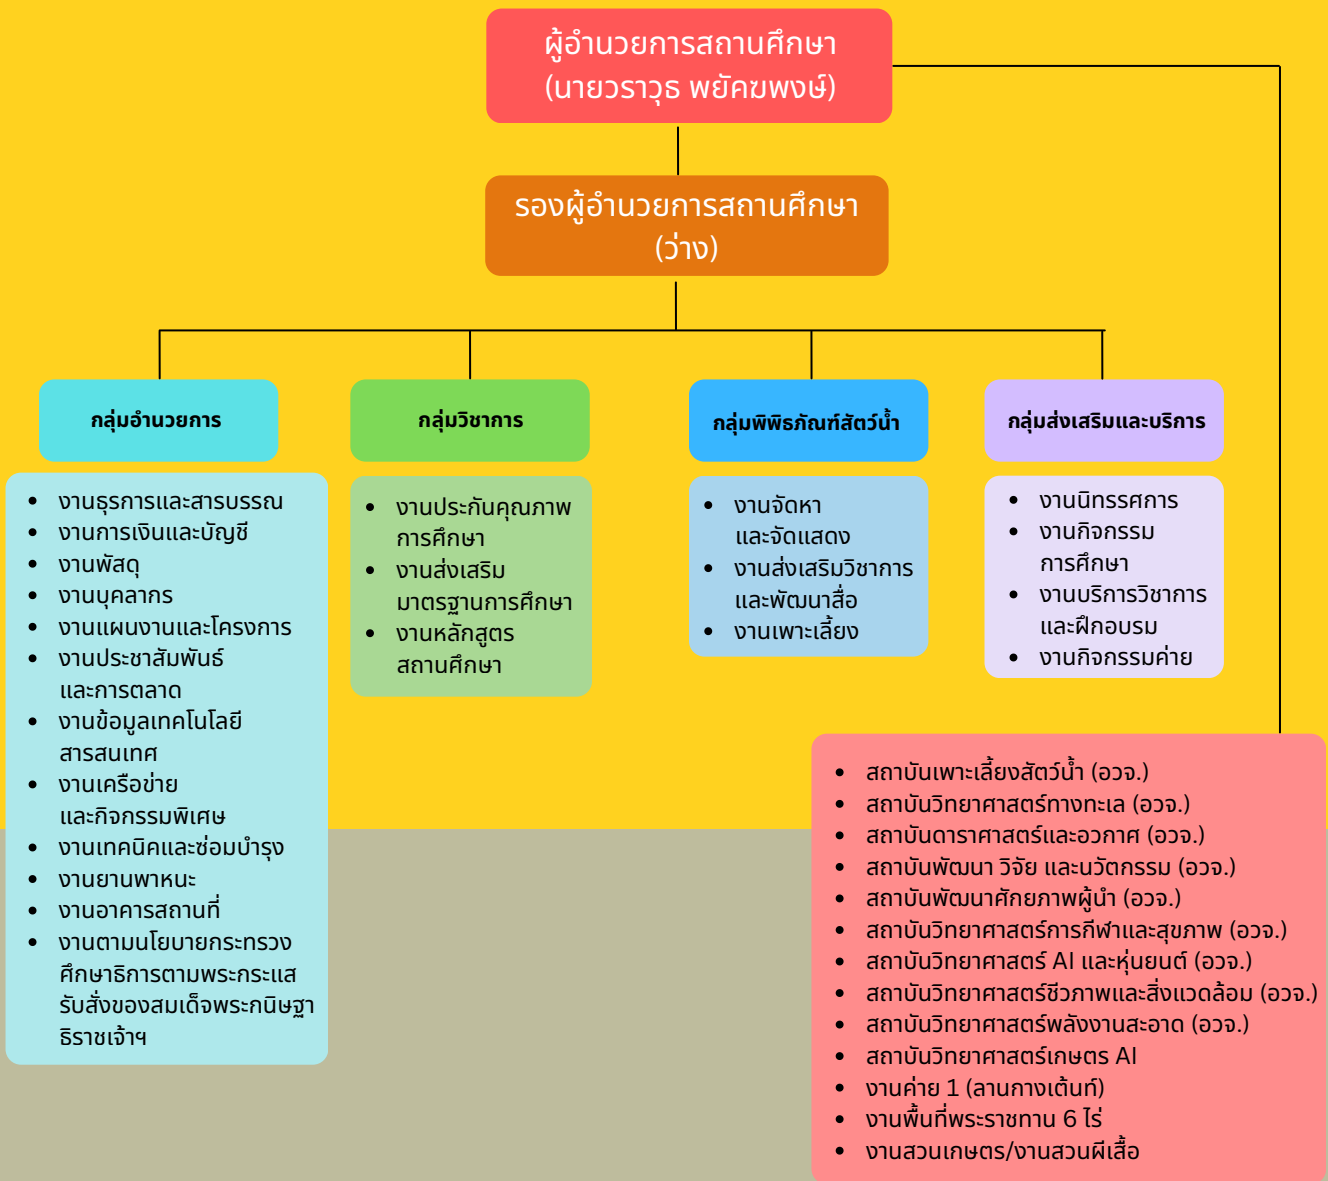 ผู้อำนวยการสถานศึกษา
(นายวราวุธ พยัคฆพงษ์)
รองผู้อำนวยการสถานศึกษา
(ว่าง)
กลุ่มอำนวยการ
• งานธุรการและสารบรรณ
• งานการเงินและบัญชี
• งานพัสดุ
• งานบุคลากร
• งานแผนงานและโครงการ
• งานประชาสัมพันธ์
และการตลาด
• งานข้อมูลเทคโนโลยี
สารสนเทศ
• งานเครือข่าย
และกิจกรรมพิเศษ
• งานเทคนิคและซ่อมบำรุง
• งานยานพาหนะ
• งานอาคารสถานที่
• งานตามนโยบายกระทรวง
ศึกษาธิการตามพระกระแส
รับสั่งของสมเด็จพระกนิษฐา
ธิราชเจ้าฯ
กลุ่มวิชาการ
• งานประกันคุณภาพ
การศึกษา
• งานส่งเสริม
มาตรฐานการศึกษา
• งานหลักสูตร
สถานศึกษา
กลุ่มพิพิธภัณฑ์สัตว์น้ำ
• งานจัดหา
และจัดแสดง
• งานส่งเสริมวิชาการ
และพัฒนาสื่อ
• งานเพาะเลี้ยง
กลุ่มส่งเสริมและบริการ
• งานนิทรรศการ
• งานกิจกรรม
การศึกษา
• งานบริการวิชาการ
และฝึกอบรม
• งานกิจกรรมค่าย
• สถาบันเพาะเลี้ยงสัตว์น้ำ (อวจ.)
• สถาบันวิทยาศาสตร์ทางทะเล (อวจ.)
• สถาบันดาราศาสตร์และอวกาศ (อวจ.)
• สถาบันพัฒนา วิจัย และนวัตกรรม (อวจ.)
• สถาบันพัฒนาศักยภาพผู้นำ (อวจ.)
• สถาบันวิทยาศาสตร์การกีฬาและสุขภาพ (อวจ.)
• สถาบันวิทยาศาสตร์ AI และหุ่นยนต์ (อวจ.)
• สถาบันวิทยาศาสตร์ชีวภาพและสิ่งแวดล้อม (อวจ.)
• สถาบันวิทยาศาสตร์พลังงานสะอาด (อวจ.)
• สถาบันวิทยาศาสตร์เกษตร AI
• งานค่าย 1 (ลานกางเต้นท์)
• งานพื้นที่พระราชทาน 6 ไร่
• งานสวนเกษตร/งานสวนผีเสื้อ